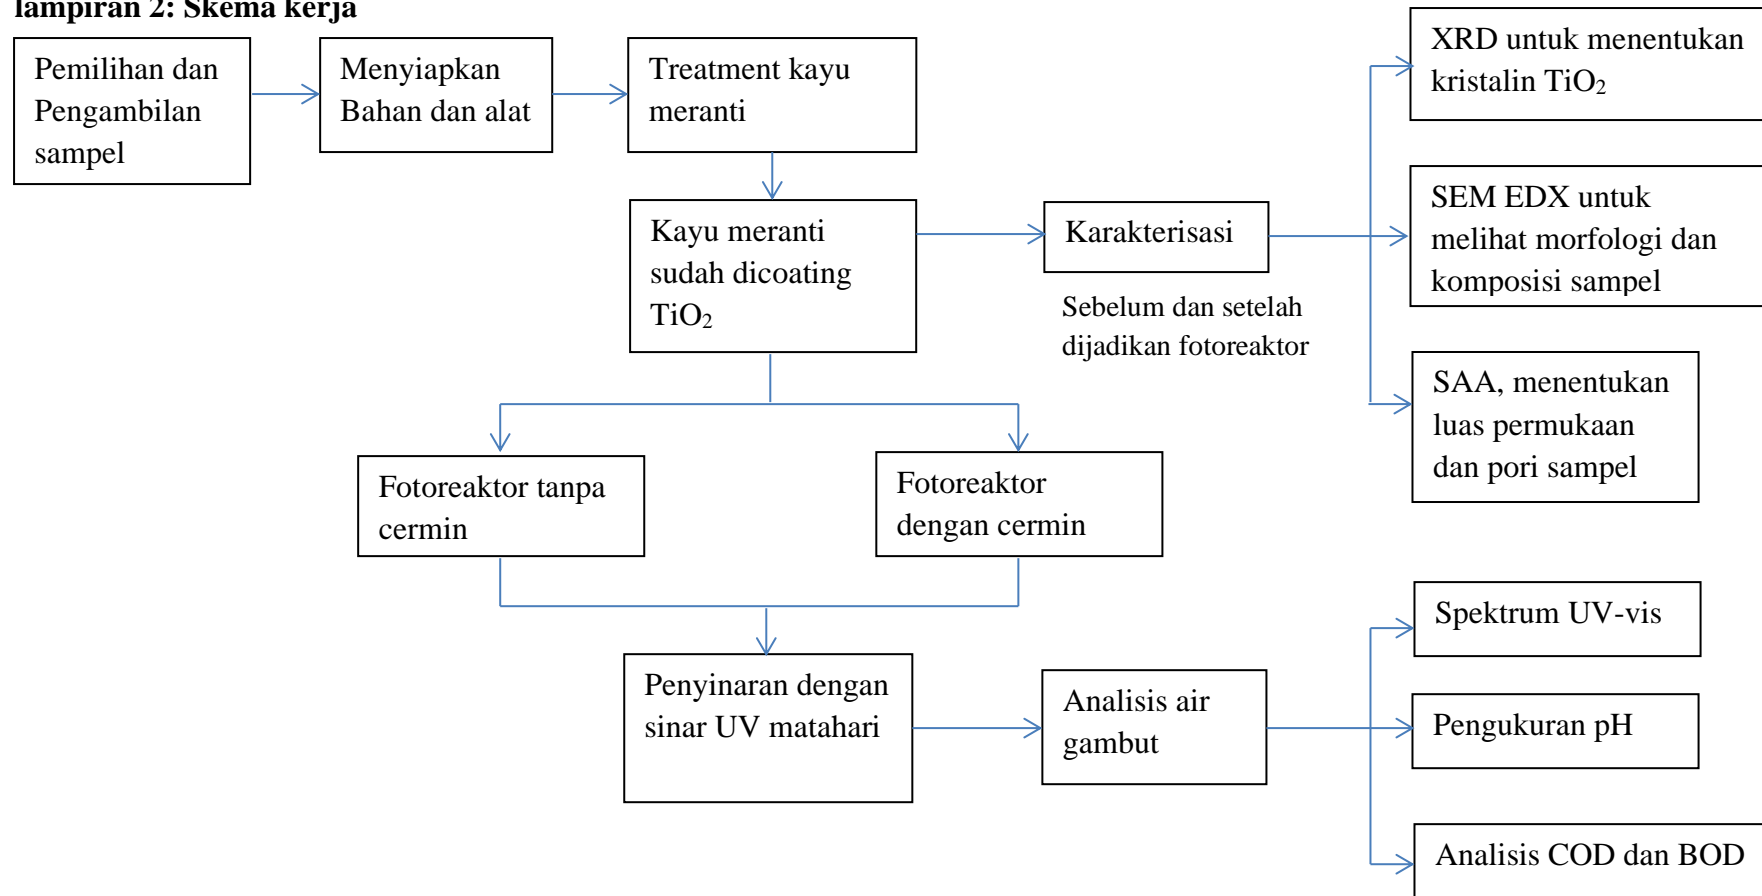 lampiran 2: Skema kerja
Pemilihan dan
Pengambilan
sampel
Menyiapkan
Bahan dan alat
Treatment kayu
meranti
Kayu meranti
sudah dicoating
TiO₂
Karakterisasi
Sebelum dan setelah
dijadikan fotoreaktor
XRD untuk menentukan
kristalin TiO₂
SEM EDX untuk
melihat morfologi dan
komposisi sampel
SAA, menentukan
luas permukaan
dan pori sampel
Fotoreaktor tanpa
cermin
Fotoreaktor
dengan cermin
Penyinaran dengan
sinar UV matahari
Analisis air
gambut
Spektrum UV-vis
Pengukuran pH
Analisis COD dan BOD